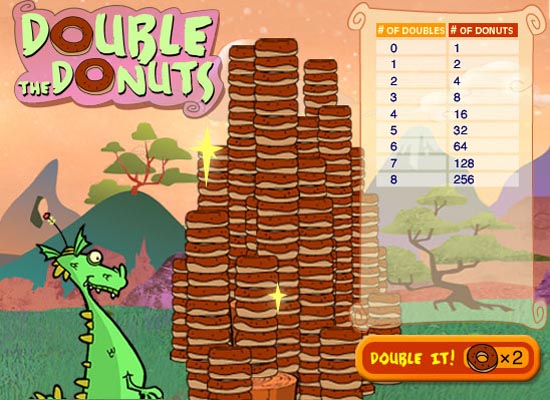 DOUBLE
THE DONUTS
# OF DOUBLES # OF DONUTS
0 1
1 2
2 4
3 8
4 16
5 32
6 64
7 128
8 256
DOUBLE IT! ×2